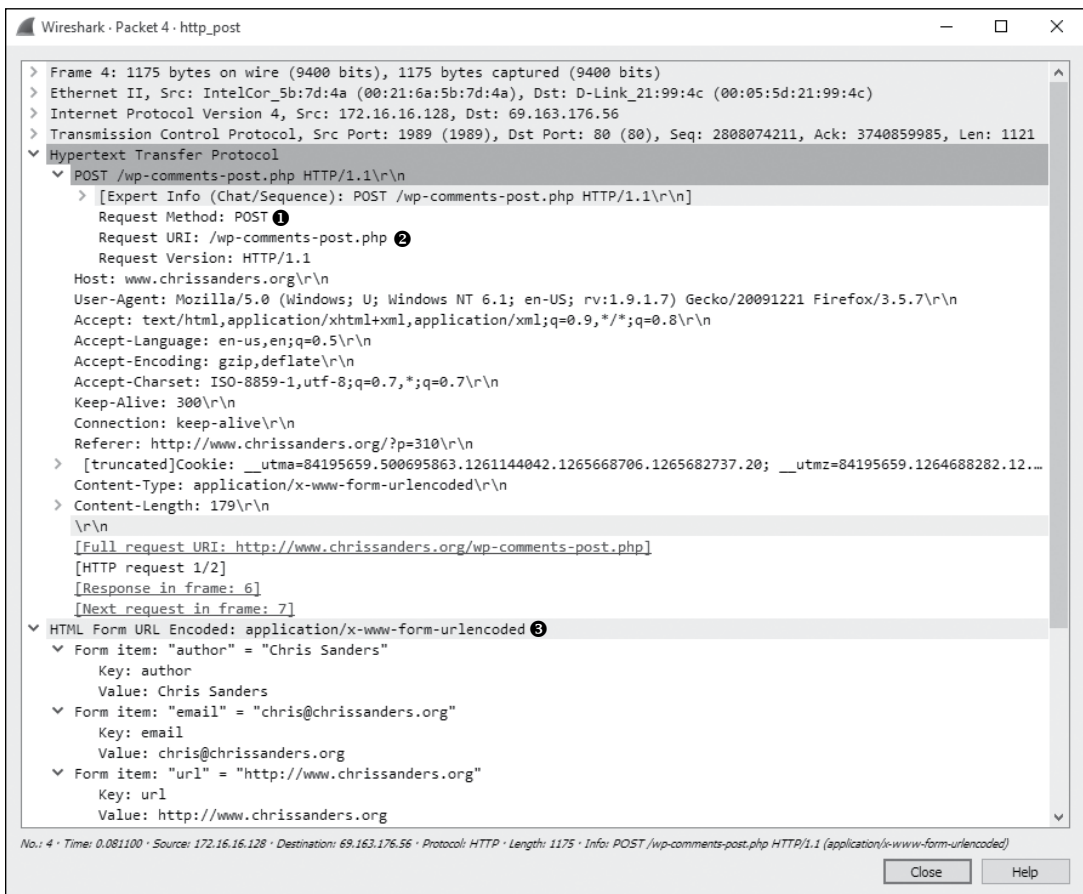 Wireshark · Packet 4 · http_post
Frame 4: 1175 bytes on wire (9400 bits), 1175 bytes captured (9400 bits)
Ethernet II, Src: IntelCor_5b:7d:4a (00:21:6a:5b:7d:4a), Dst: D-Link_21:99:4c (00:05:5d:21:99:4c)
Internet Protocol Version 4, Src: 172.16.16.128, Dst: 69.163.176.56
Transmission Control Protocol, Src Port: 1989 (1989), Dst Port: 80 (80), Seq: 2808074211, Ack: 3740859985, Len: 1121
Hypertext Transfer Protocol
POST /wp-comments-post.php HTTP/1.1\r\n
[Expert Info (Chat/Sequence): POST /wp-comments-post.php HTTP/1.1\r\n]
Request Method: POST ❶
Request URI: /wp-comments-post.php ❷
Request Version: HTTP/1.1
Host: www.chrissanders.org\r\n
User-Agent: Mozilla/5.0 (Windows; U; Windows NT 6.1; en-US; rv:1.9.1.7) Gecko/20091221 Firefox/3.5.7\r\n
Accept: text/html,application/xhtml+xml,application/xml;q=0.9,*/*;q=0.8\r\n
Accept-Language: en-us,en;q=0.5\r\n
Accept-Encoding: gzip,deflate\r\n
Accept-Charset: ISO-8859-1,utf-8;q=0.7,*;q=0.7\r\n
Keep-Alive: 300\r\n
Connection: keep-alive\r\n
Referer: http://www.chrissanders.org/?p=310\r\n
[truncated]Cookie: __utma=84195659.500695863.1261144042.1265668706.1265682737.20; __utmz=84195659.1264688282.12.…
Content-Type: application/x-www-form-urlencoded\r\n
Content-Length: 179\r\n
\r\n
[Full request URI: http://www.chrissanders.org/wp-comments-post.php]
[HTTP request 1/2]
[Response in frame: 6]
[Next request in frame: 7]
HTML Form URL Encoded: application/x-www-form-urlencoded ❸
Form item: "author" = "Chris Sanders"
Key: author
Value: Chris Sanders
Form item: "email" = "chris@chrissanders.org"
Key: email
Value: chris@chrissanders.org
Form item: "url" = "http://www.chrissanders.org"
Key: url
Value: http://www.chrissanders.org
No.: 4 · Time: 0.081100 · Source: 172.16.16.128 · Destination: 69.163.176.56 · Protocol: HTTP · Length: 1175 · Info: POST /wp-comments-post.php HTTP/1.1 (application/x-www-form-urlencoded)
Close Help